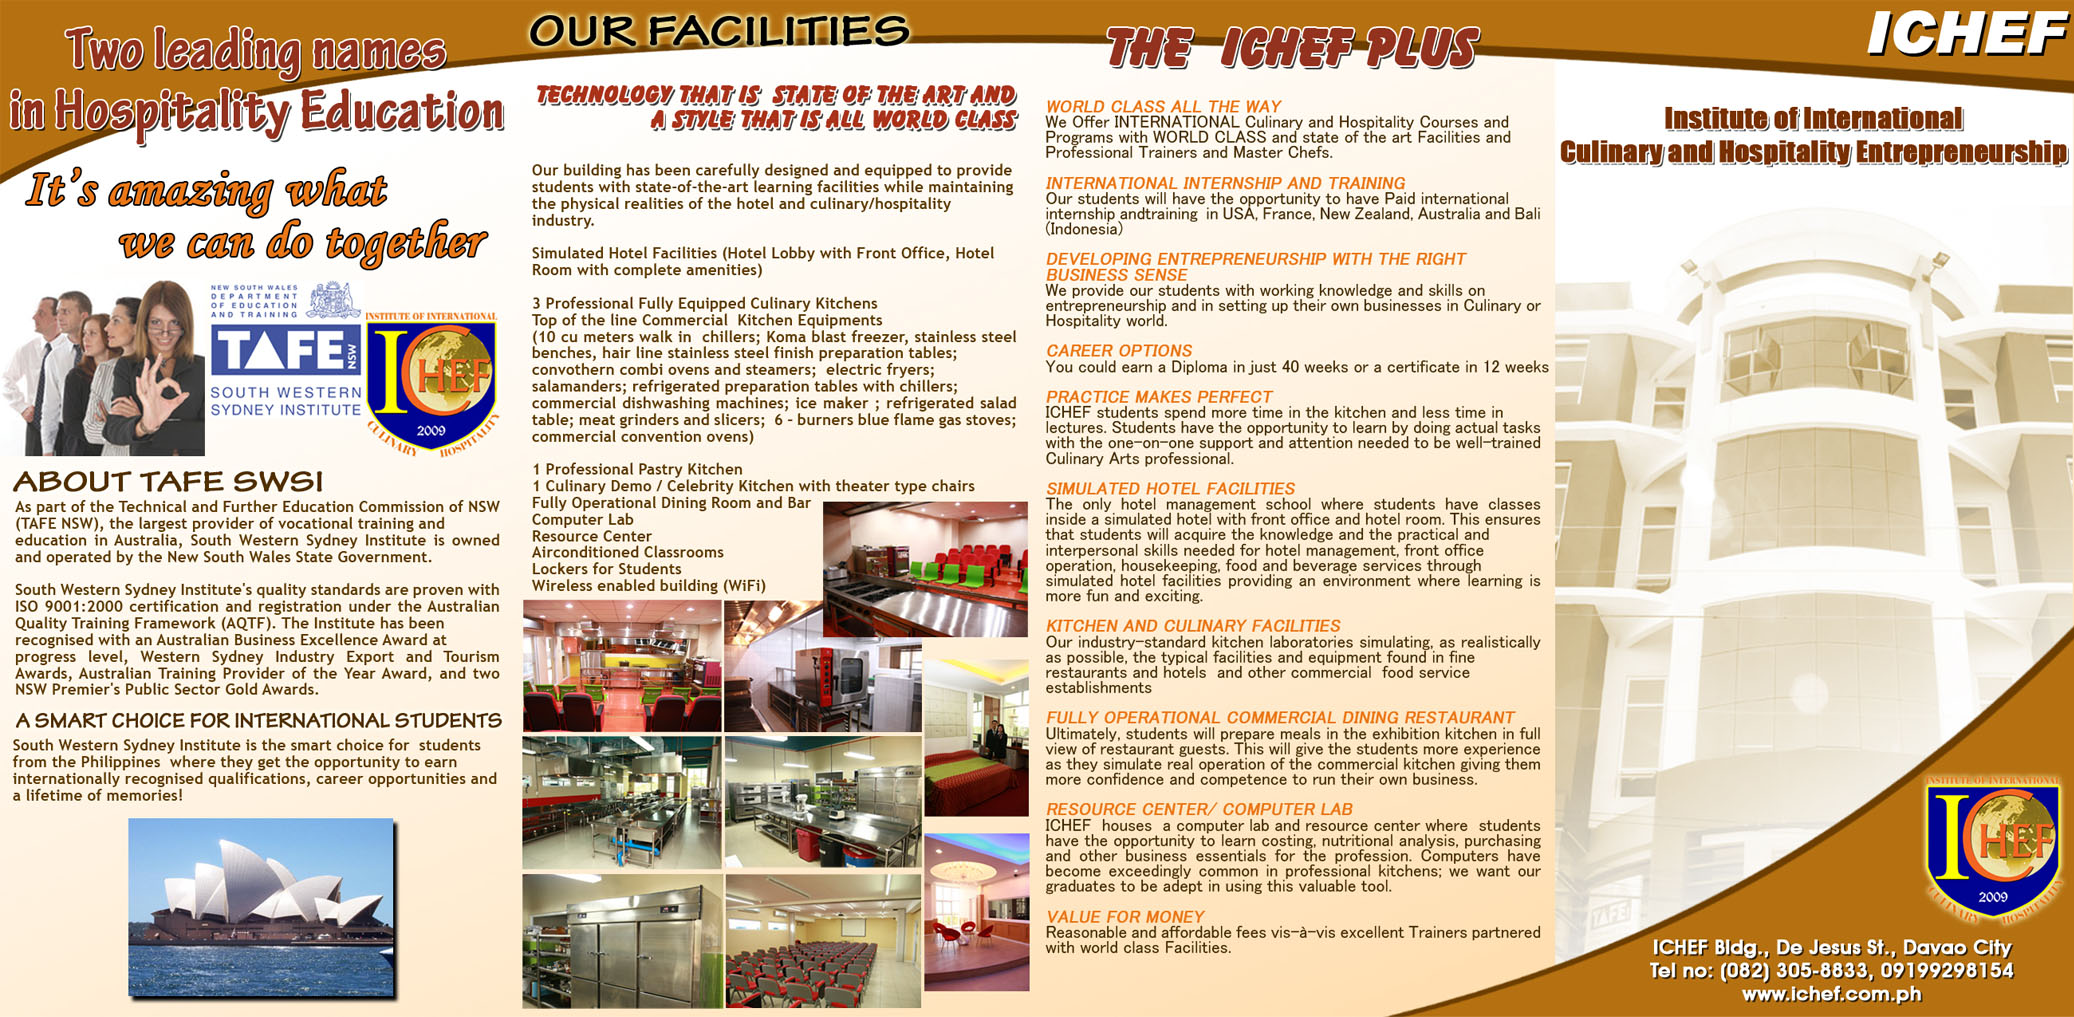 Two leading names
in Hospitality Education
It's amazing what
we can do together
NEW SOUTH WALES
DEPARTMENT
OF EDUCATION
AND TRAINING
TAFE NSW
SOUTH WESTERN
SYDNEY INSTITUTE
INSTITUTE OF INTERNATIONAL
ICHEF
2009
CULINARY HOSPITALITY
ABOUT TAFE SWSI
As part of the Technical and Further Education Commission of NSW
(TAFE NSW), the largest provider of vocational training and
education in Australia, South Western Sydney Institute is owned
and operated by the New South Wales State Government.
South Western Sydney Institute's quality standards are proven with
ISO 9001:2000 certification and registration under the Australian
Quality Training Framework (AQTF). The Institute has been
recognised with an Australian Business Excellence Award at
progress level, Western Sydney Industry Export and Tourism
Awards, Australian Training Provider of the Year Award, and two
NSW Premier's Public Sector Gold Awards.
A SMART CHOICE FOR INTERNATIONAL STUDENTS
South Western Sydney Institute is the smart choice for students
from the Philippines where they get the opportunity to earn
internationally recognised qualifications, career opportunities and
a lifetime of memories!
OUR FACILITIES
TECHNOLOGY THAT IS STATE OF THE ART AND
A STYLE THAT IS ALL WORLD CLASS
Our building has been carefully designed and equipped to provide
students with state-of-the-art learning facilities while maintaining
the physical realities of the hotel and culinary/hospitality
industry.
Simulated Hotel Facilities (Hotel Lobby with Front Office, Hotel
Room with complete amenities)
3 Professional Fully Equipped Culinary Kitchens
Top of the line Commercial Kitchen Equipments
(10 cu meters walk in chillers; Koma blast freezer, stainless steel
benches, hair line stainless steel finish preparation tables;
convothern combi ovens and steamers; electric fryers;
salamanders; refrigerated preparation tables with chillers;
commercial dishwashing machines; ice maker ; refrigerated salad
table; meat grinders and slicers; 6 - burners blue flame gas stoves;
commercial convention ovens)
1 Professional Pastry Kitchen
1 Culinary Demo / Celebrity Kitchen with theater type chairs
Fully Operational Dining Room and Bar
Computer Lab
Resource Center
Airconditioned Classrooms
Lockers for Students
Wireless enabled building (WiFi)
THE ICHEF PLUS
WORLD CLASS ALL THE WAY
We Offer INTERNATIONAL Culinary and Hospitality Courses and
Programs with WORLD CLASS and state of the art Facilities and
Professional Trainers and Master Chefs.
INTERNATIONAL INTERNSHIP AND TRAINING
Our students will have the opportunity to have Paid international
internship andtraining in USA, France, New Zealand, Australia and Bali
(Indonesia)
DEVELOPING ENTREPRENEURSHIP WITH THE RIGHT
BUSINESS SENSE
We provide our students with working knowledge and skills on
entrepreneurship and in setting up their own businesses in Culinary or
Hospitality world.
CAREER OPTIONS
You could earn a Diploma in just 40 weeks or a certificate in 12 weeks
PRACTICE MAKES PERFECT
ICHEF students spend more time in the kitchen and less time in
lectures. Students have the opportunity to learn by doing actual tasks
with the one-on-one support and attention needed to be well-trained
Culinary Arts professional.
SIMULATED HOTEL FACILITIES
The only hotel management school where students have classes
inside a simulated hotel with front office and hotel room. This ensures
that students will acquire the knowledge and the practical and
interpersonal skills needed for hotel management, front office
operation, housekeeping, food and beverage services through
simulated hotel facilities providing an environment where learning is
more fun and exciting.
KITCHEN AND CULINARY FACILITIES
Our industry-standard kitchen laboratories simulating, as realistically
as possible, the typical facilities and equipment found in fine
restaurants and hotels and other commercial food service
establishments
FULLY OPERATIONAL COMMERCIAL DINING RESTAURANT
Ultimately, students will prepare meals in the exhibition kitchen in full
view of restaurant guests. This will give the students more experience
as they simulate real operation of the commercial kitchen giving them
more confidence and competence to run their own business.
RESOURCE CENTER/ COMPUTER LAB
ICHEF houses a computer lab and resource center where students
have the opportunity to learn costing, nutritional analysis, purchasing
and other business essentials for the profession. Computers have
become exceedingly common in professional kitchens; we want our
graduates to be adept in using this valuable tool.
VALUE FOR MONEY
Reasonable and affordable fees vis-à-vis excellent Trainers partnered
with world class Facilities.
ICHEF
Institute of International
Culinary and Hospitality Entrepreneurship
INSTITUTE OF INTERNATIONAL
ICHEF
2009
CULINARY HOSPITALITY
TAFE
ICHEF Bldg., De Jesus St., Davao City
Tel no: (082) 305-8833, 09199298154
www.ichef.com.ph